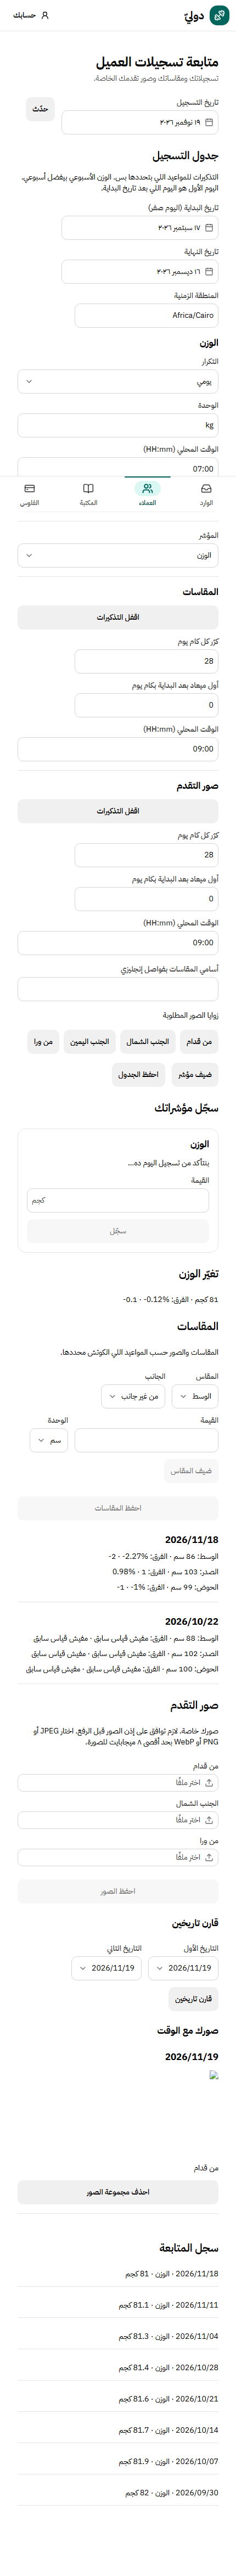 دوليّ
حسابك
متابعة تسجيلات العميل
تسجيلاتك ومقاساتك وصور تقدمك الخاصة.
تاريخ التسجيل
١٩ نوفمبر ٢٠٢٦
حدّث
جدول التسجيل
التذكيرات للمواعيد اللي بتحددها بس. الوزن الأسبوعي بيفضل أسبوعي.
اليوم الأول هو اليوم اللي بعد تاريخ البداية.
تاريخ البداية (اليوم صفر)
١٧ سبتمبر ٢٠٢٦
تاريخ النهاية
١٦ ديسمبر ٢٠٢٦
المنطقة الزمنية
Africa/Cairo
الوزن
التكرار
يومي
الوحدة
kg
الوقت المحلي (HH:mm)
07:00
الوارد
العملاء
المكتبة
الفلوس
المؤشر
الوزن
المقاسات
اقفل التذكيرات
كرّر كل كام يوم
28
أول ميعاد بعد البداية بكام يوم
0
الوقت المحلي (HH:mm)
09:00
صور التقدم
اقفل التذكيرات
كرّر كل كام يوم
28
أول ميعاد بعد البداية بكام يوم
0
الوقت المحلي (HH:mm)
09:00
أسامي المقاسات بفواصل إنجليزي
زوايا الصور المطلوبة
من قدام
الجنب الشمال
الجنب اليمين
من ورا
ضيف مؤشر
احفظ الجدول
سجّل مؤشراتك
الوزن
بنتأكد من تسجيل اليوم ده...
القيمة
كجم
سجّل
تغيّر الوزن
81 كجم · الفرق: %0.12- · 0.1-
المقاسات
المقاسات والصور حسب المواعيد اللي الكوتش محددها.
المقاس
الجانب
الوسط
من غير جانب
القيمة
الوحدة
سم
ضيف المقاس
احفظ المقاسات
2026/11/18
الوسط: 86 سم · الفرق: %2.27- · 2-
الصدر: 103 سم · الفرق: 1 · %0.98
الحوض: 99 سم · الفرق: %1- · 1-
2026/10/22
الوسط: 88 سم · الفرق: مفيش قياس سابق · مفيش قياس سابق
الصدر: 102 سم · الفرق: مفيش قياس سابق · مفيش قياس سابق
الحوض: 100 سم · الفرق: مفيش قياس سابق · مفيش قياس سابق
صور التقدم
صورك خاصة. لازم توافق على إذن الصور قبل الرفع. اختار JPEG أو
PNG أو WebP بحد أقصى ٨ ميجابايت للصورة.
من قدام
اختر ملفًا
الجنب الشمال
اختر ملفًا
من ورا
اختر ملفًا
احفظ الصور
قارن تاريخين
التاريخ الأول
التاريخ التاني
2026/11/19
2026/11/19
قارن تاريخين
صورك مع الوقت
2026/11/19
من قدام
احذف مجموعة الصور
سجل المتابعة
2026/11/18 · الوزن · 81 كجم
2026/11/11 · الوزن · 81.1 كجم
2026/11/04 · الوزن · 81.3 كجم
2026/10/28 · الوزن · 81.4 كجم
2026/10/21 · الوزن · 81.6 كجم
2026/10/14 · الوزن · 81.7 كجم
2026/10/07 · الوزن · 81.9 كجم
2026/09/30 · الوزن · 82 كجم